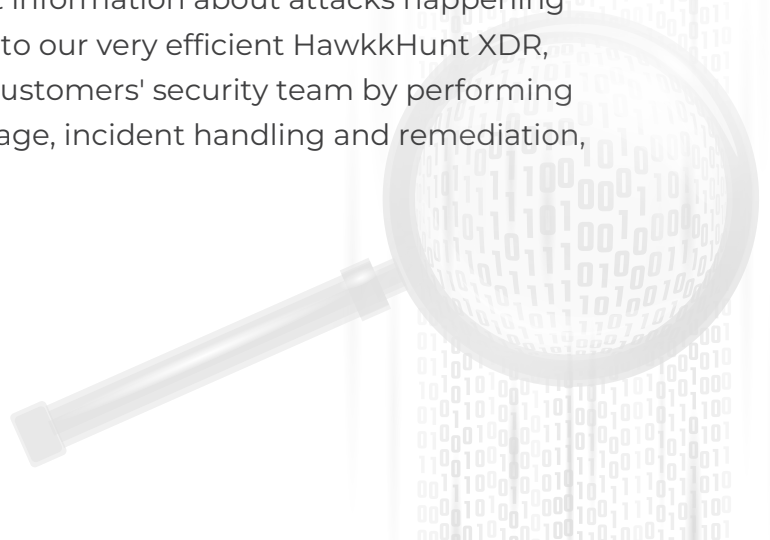 information about attacks happening
to our very efficient HawkkHunt XDR,
ustomers' security team by performing
age, incident handling and remediation,